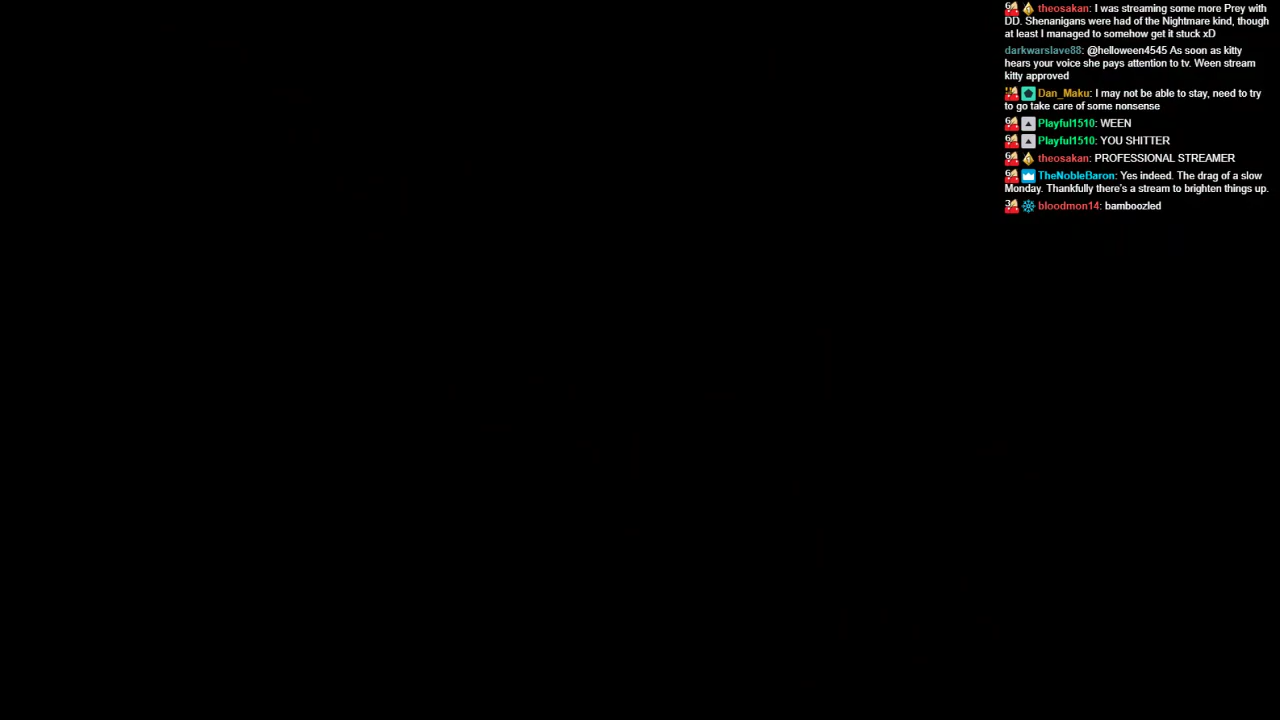 theosakan: I was streaming some more Prey with
DD. Shenanigans were had of the Nightmare kind, though
at least I managed to somehow get it stuck xD
darkwarslave88: @helloween4545 As soon as kitty
hears your voice she pays attention to tv. Ween stream
kitty approved
Dan_Maku: I may not be able to stay, need to try
to go take care of some nonsense
Playful1510: WEEN
Playful1510: YOU SHITTER
theosakan: PROFESSIONAL STREAMER
TheNobleBaron: Yes indeed. The drag of a slow
Monday. Thankfully there's a stream to brighten things up.
bloodmon14: bamboozled